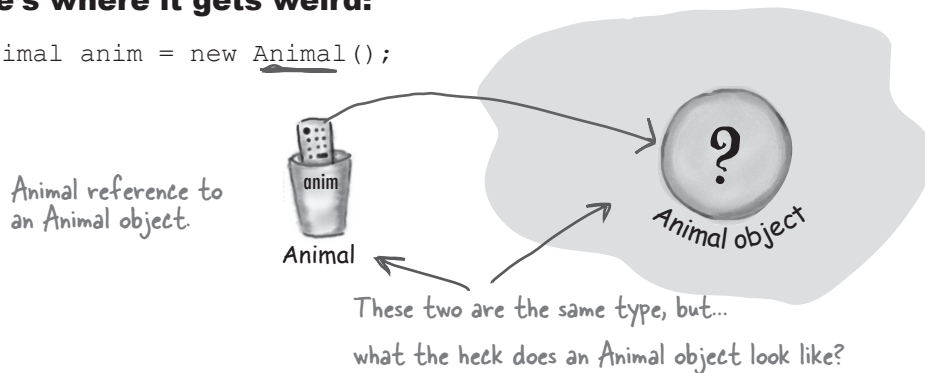 e's where it gets weird:
imal anim = new Animal();
Animal reference to
an Animal object.
anim
Animal
?
Animal object
These two are the same type, but...
what the heck does an Animal object look like?